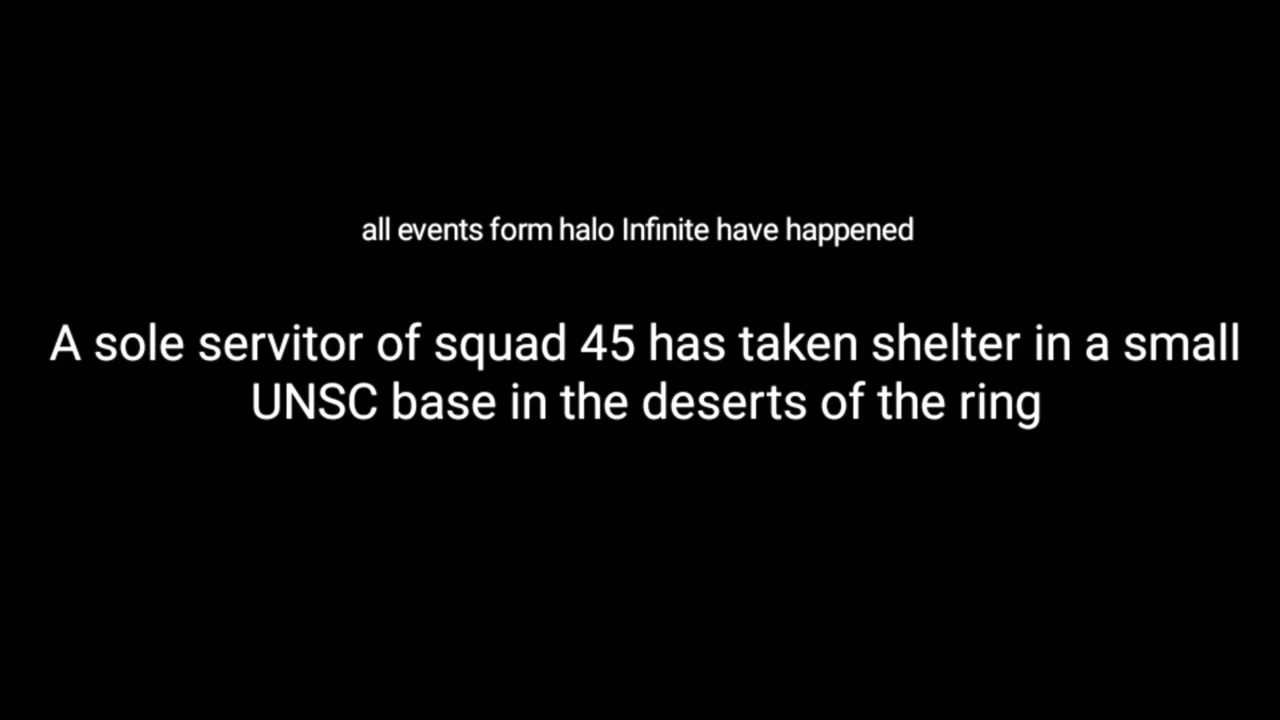 all events form halo Infinite have happened
A sole servitor of squad 45 has taken shelter in a small
UNSC base in the deserts of the ring